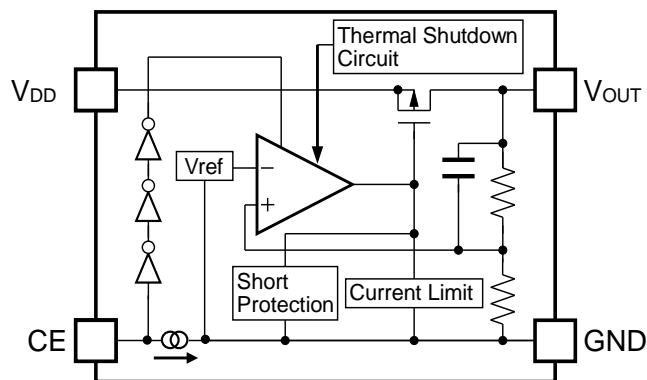 Thermal Shutdown
Circuit
VDD
VOUT
Vref
−
+
Short
Protection
Current Limit
CE
GND